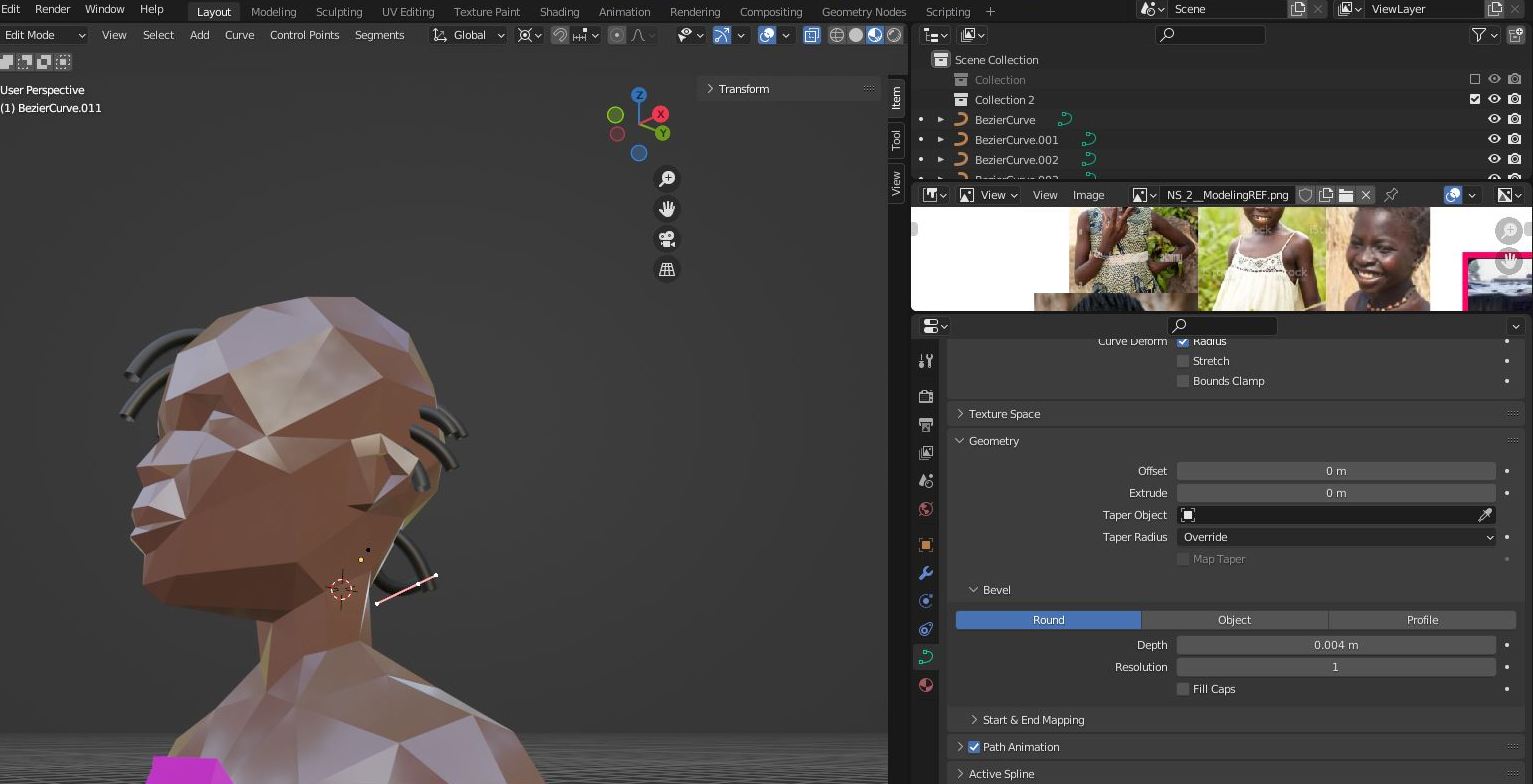 Edit Render Window Help Layout Modeling Sculpting UV Editing Texture Paint Shading Animation Rendering Compositing Geometry Nodes Scripting + Scene ViewLayer
Edit Mode View Select Add Curve Control Points Segments Global
User Perspective
(1) BezierCurve.011
Z
X
Y
Transform
Item
Tool
View
Scene Collection
Collection
Collection 2
BezierCurve
BezierCurve.001
BezierCurve.002
BezierCurve.003
View View Image NS_2__ModelingREF.png
Curve Deform Radius
Stretch
Bounds Clamp
Texture Space
Geometry
Offset 0 m
Extrude 0 m
Taper Object
Taper Radius Override
Map Taper
Bevel
Round Object Profile
Depth 0.004 m
Resolution 1
Fill Caps
Start & End Mapping
Path Animation
Active Spline